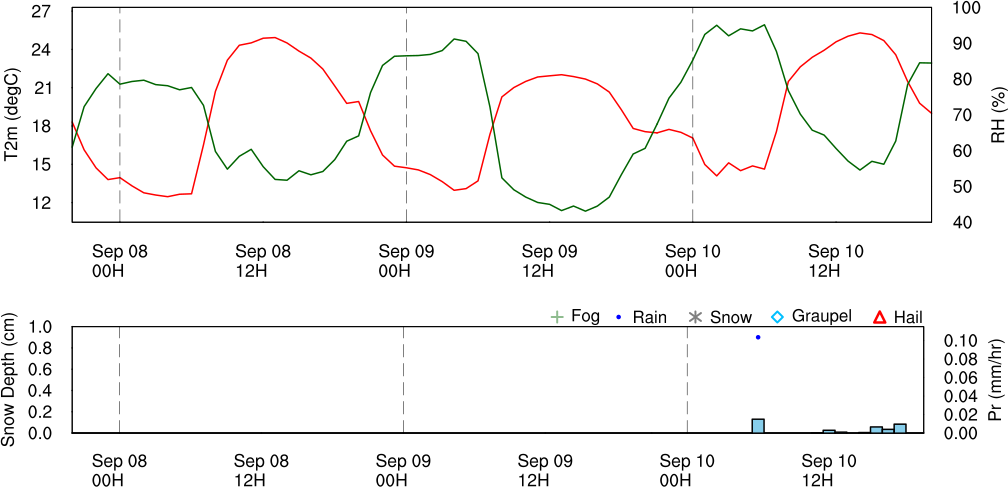 27
24
21
18
15
12
T2m (degC)
100
90
80
70
60
50
40
RH (%)
Sep 08 Sep 08 Sep 09 Sep 09 Sep 10 Sep 10
00H 12H 00H 12H 00H 12H
Fog Rain Snow Graupel Hail
1.0
0.8
0.6
0.4
0.2
0.0
Snow Depth (cm)
0.10
0.08
0.06
0.04
0.02
0.00
Pr (mm/hr)
Sep 08 Sep 08 Sep 09 Sep 09 Sep 10 Sep 10
00H 12H 00H 12H 00H 12H